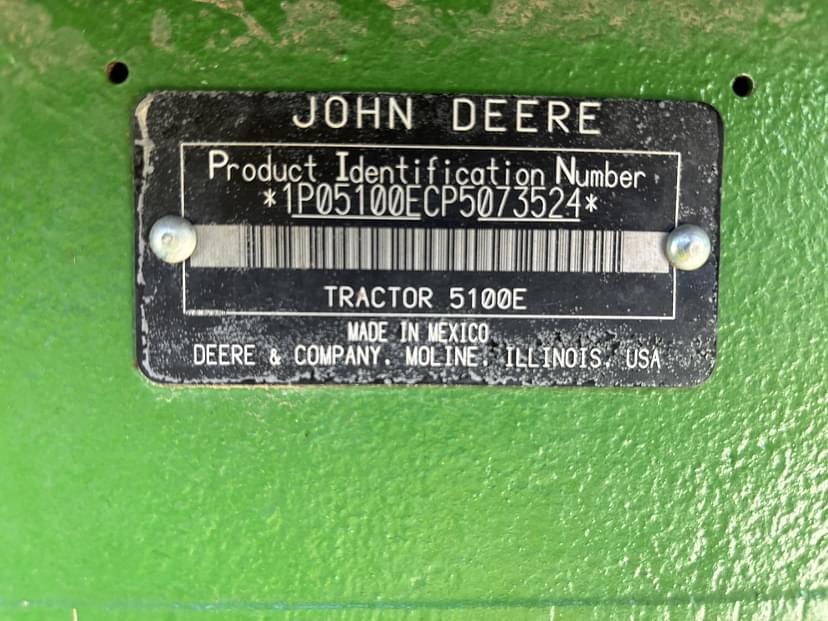 JOHN DEERE
Product Identification Number
*1P05100ECP5073524*
TRACTOR 5100E
MADE IN MEXICO
DEERE & COMPANY. MOLINE. ILLINOIS. USA